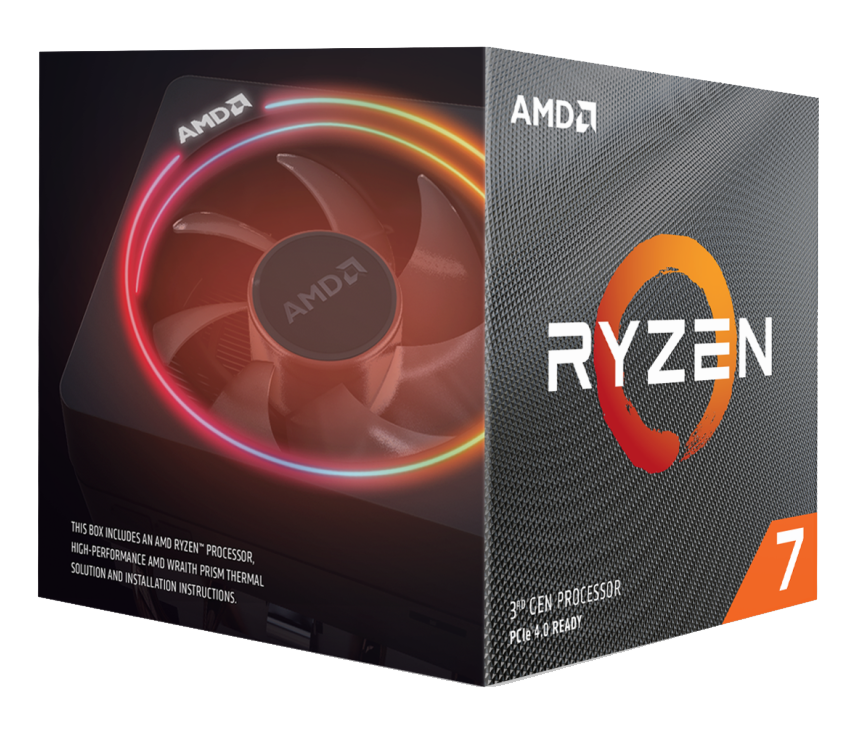 AMD
AMD
THIS BOX INCLUDES AN AMD RYZEN™ PROCESSOR,
HIGH-PERFORMANCE AMD WRAITH PRISM THERMAL
SOLUTION AND INSTALLATION INSTRUCTIONS.
AMD
RYZEN
7
3RD GEN PROCESSOR
PCIe 4.0 READY